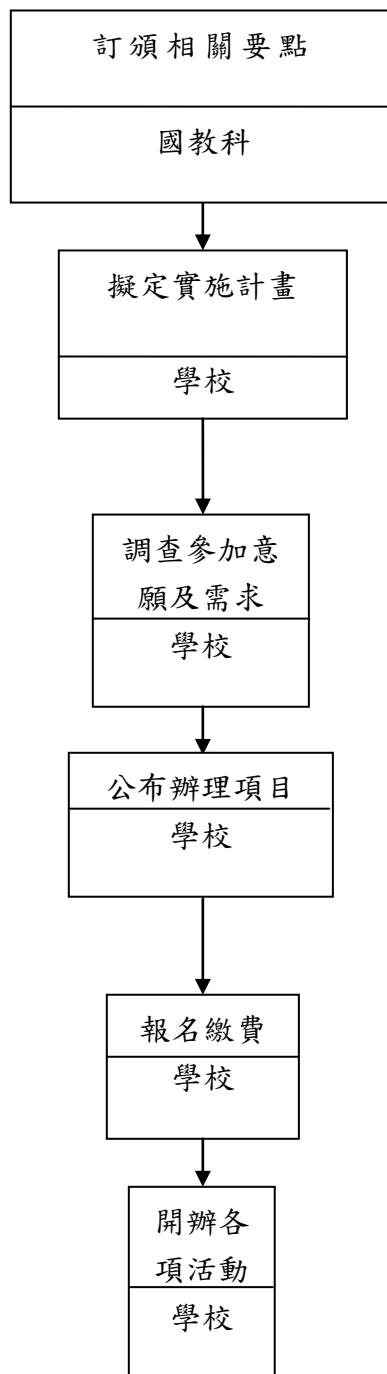 訂頒相關要點
國教科
擬定實施計畫
學校
調查參加意
願及需求
學校
公布辦理項目
學校
報名繳費
學校
開辦各
項活動
學校